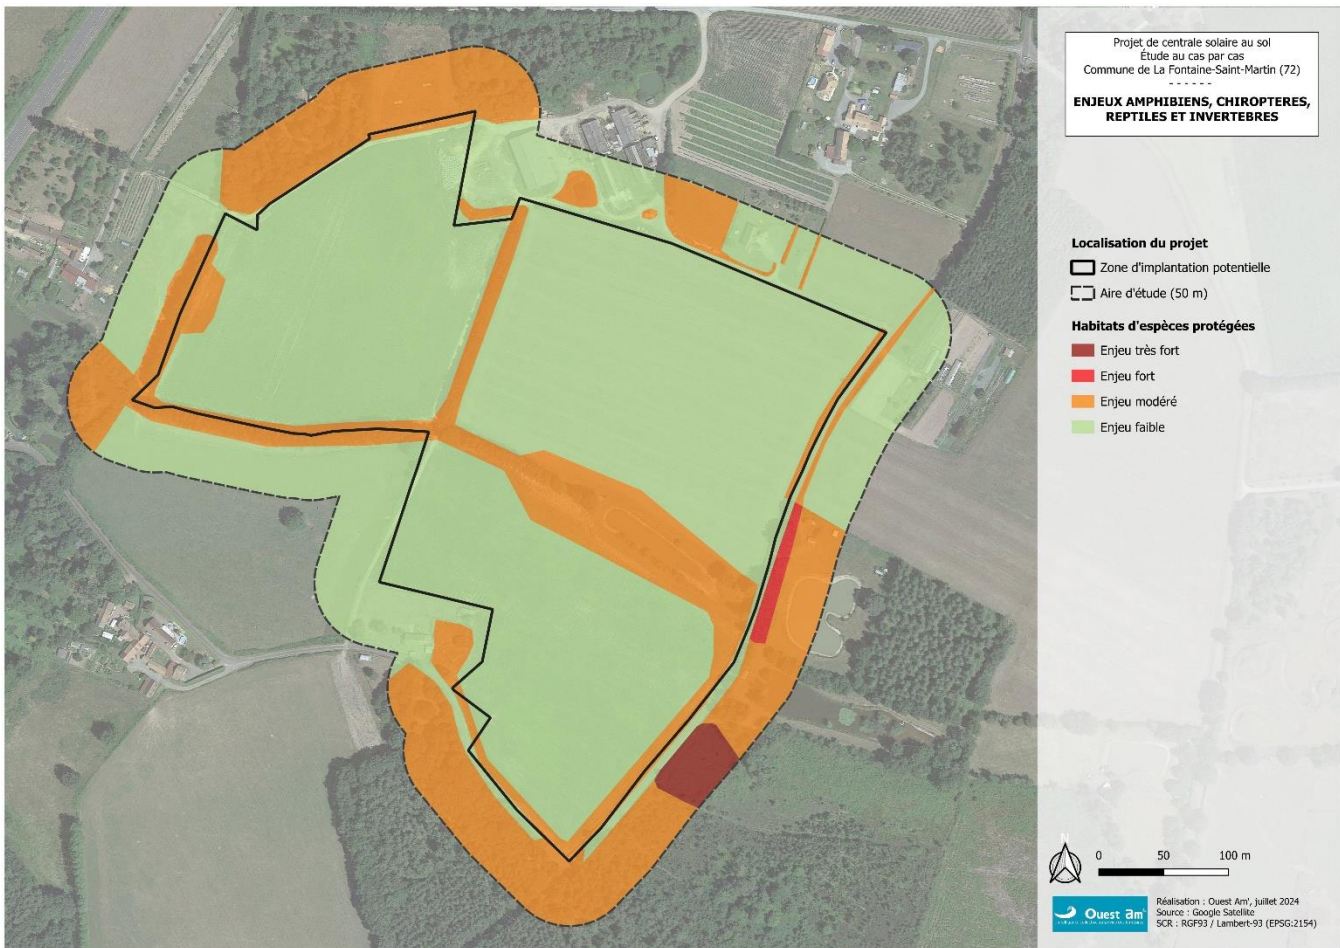 Projet de centrale solaire au sol
Étude au cas par cas
Commune de La Fontaine-Saint-Martin (72)
- - - - - -
ENJEUX AMPHIBIENS, CHIROPTERES,
REPTILES ET INVERTEBRES
Localisation du projet
Zone d'implantation potentielle
Aire d'étude (50 m)
Habitats d'espèces protégées
Enjeu très fort
Enjeu fort
Enjeu modéré
Enjeu faible
N
0 50 100 m
Ouest am'
Réalisation : Ouest Am', juillet 2024
Source : Google Satellite
SCR : RGF93 / Lambert-93 (EPSG:2154)